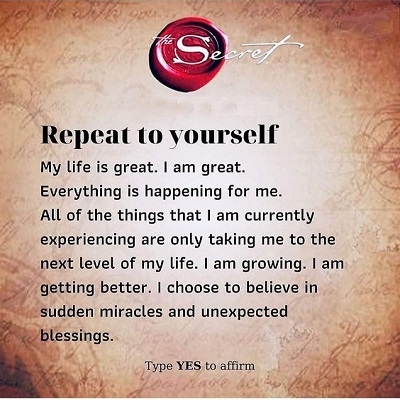 the Secret
Repeat to yourself
My life is great. I am great.
Everything is happening for me.
All of the things that I am currently
experiencing are only taking me to the
next level of my life. I am growing. I am
getting better. I choose to believe in
sudden miracles and unexpected
blessings.
Type YES to affirm